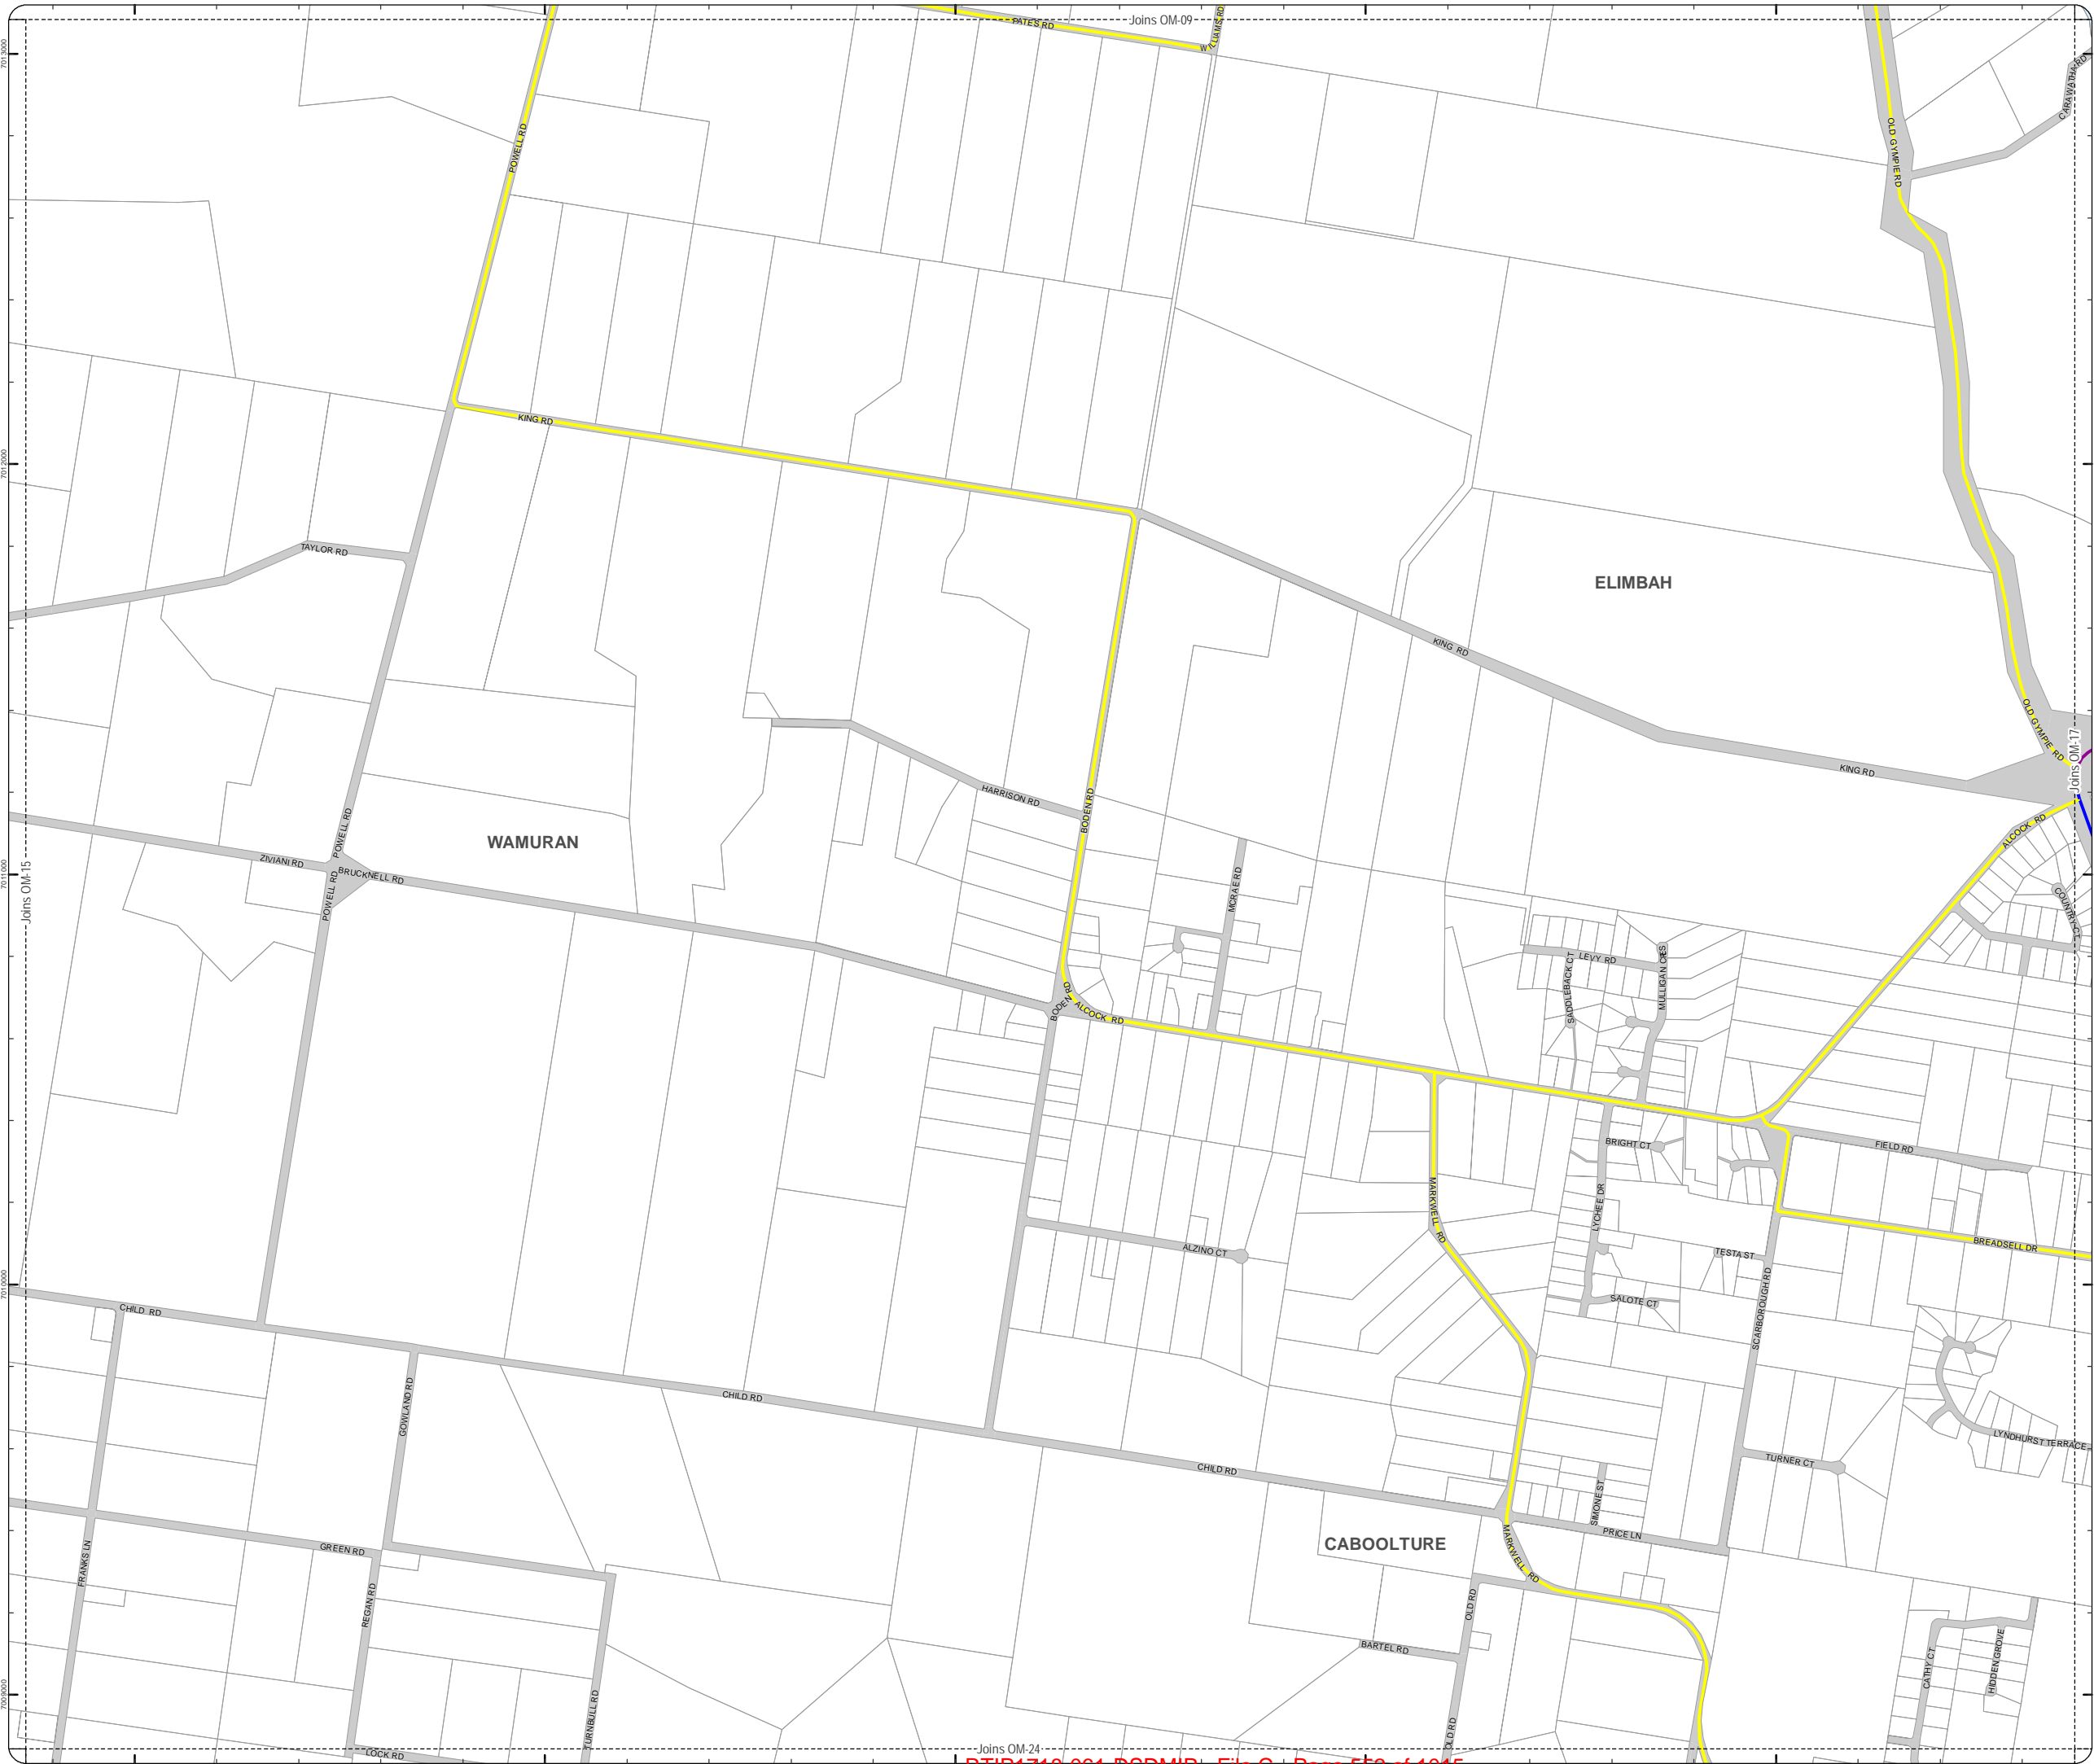 Joins OM-09
PATES RD
WILLIAMS RD
7013000
CARAWATHA RD
POWELL RD
OLD GYMPIE RD
KING RD
7012000
TAYLOR RD
ELIMBAH
KING RD
OLD GYMPIE RD
Joins OM-17
KING RD
HARRISON RD
BODEN RD
POWELL RD
WAMURAN
ALCOCK RD
ZIVIANI RD
BRUCKNELL RD
7011000
Joins OM-15
POWELL RD
MCRAE RD
COUNTRY CT
LEVY RD
SADDLEBACK CT
MULLIGAN CRES
BODEN RD
ALCOCK RD
BRIGHT CT
FIELD RD
MARKWELL RD
LYCHEE DR
ALZINO CT
TESTA ST
BREADSELL DR
7010000
CHILD RD
SALOTE CT
SCARBOROUGH RD
GOWLAND RD
CHILD RD
LYNDHURST TERRACE
TURNER CT
CHILD RD
SIMONE ST
PRICE LN
CABOOLTURE
MARKWELL RD
GREEN RD
FRANKS LN
REGAN RD
OLD RD
BARTEL RD
CATHY CT
HIDDEN GROVE
7009000
TURNBULL RD
OLD RD
LOCK RD
Joins OM-24